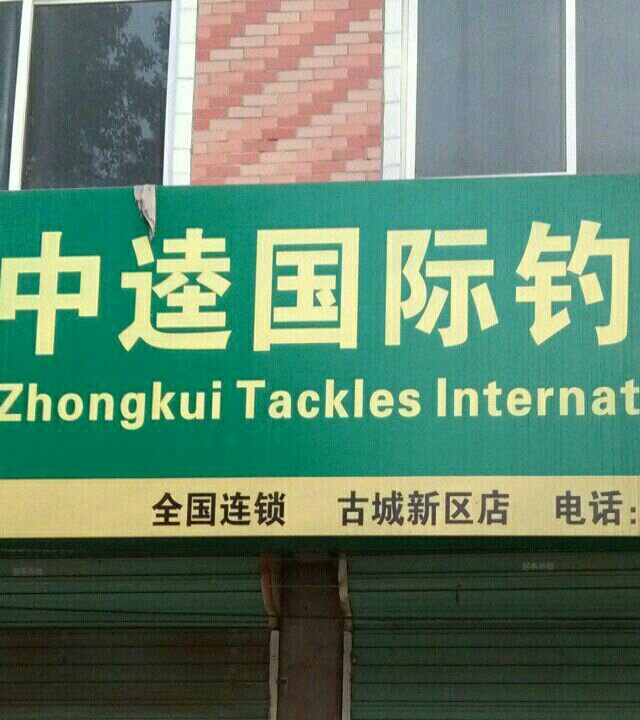 中逵国际钓
Zhongkui Tackles Internat
全国连锁 古城新区店 电话: